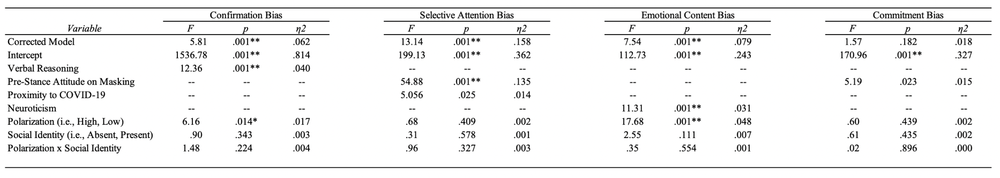 Confirmation Bias Selective Attention Bias Emotional Content Bias Commitment Bias
Variable F p η2 F p η2 F p η2 F p η2
Corrected Model 5.81 .001** .062 13.14 .001** .158 7.54 .001** .079 1.57 .182 .018
Intercept 1536.78 .001** .814 199.13 .001** .362 112.73 .001** .243 170.96 .001** .327
Verbal Reasoning 12.36 .001** .040 -- -- -- -- -- -- -- -- --
Pre-Stance Attitude on Masking -- -- -- 54.88 .001** .135 -- -- -- 5.19 .023 .015
Proximity to COVID-19 -- -- -- 5.056 .025 .014 -- -- -- -- -- --
Neuroticism -- -- -- -- -- -- 11.31 .001** .031 -- -- --
Polarization (i.e., High, Low) 6.16 .014* .017 .68 .409 .002 17.68 .001** .048 .60 .439 .002
Social Identity (i.e., Absent, Present) .90 .343 .003 .31 .578 .001 2.55 .111 .007 .61 .435 .002
Polarization x Social Identity 1.48 .224 .004 .96 .327 .003 .35 .554 .001 .02 .896 .000